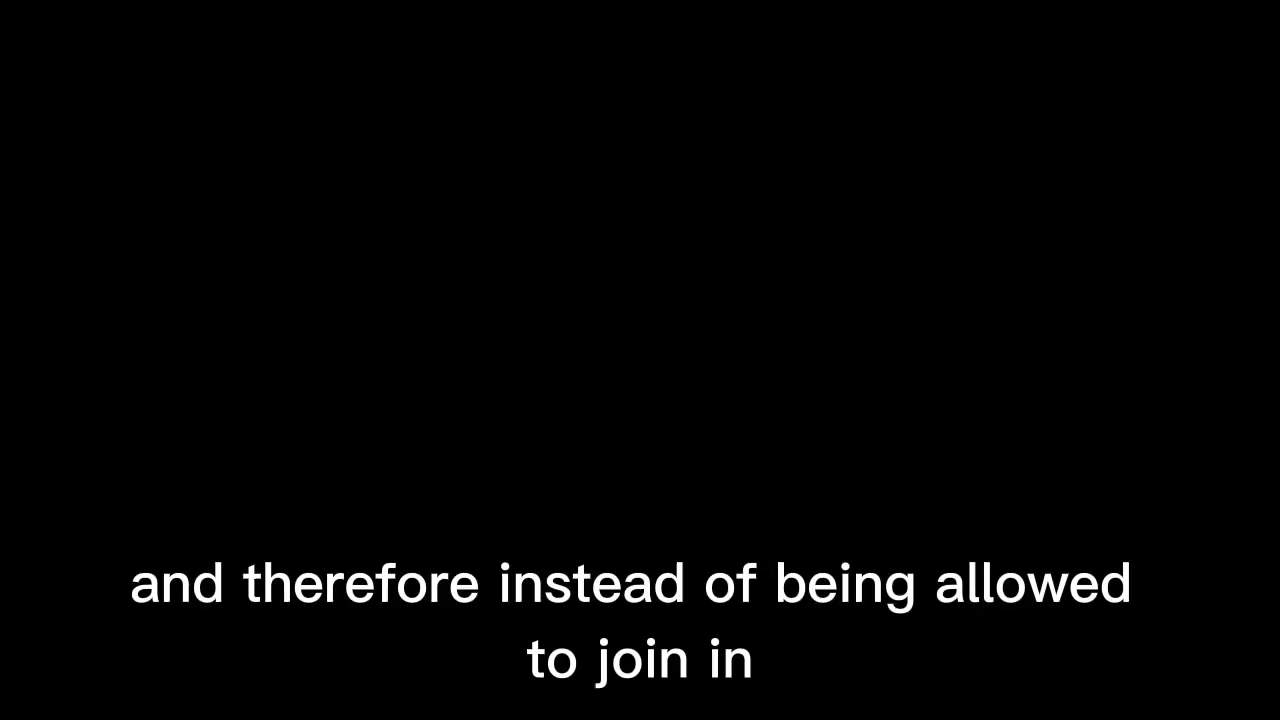 and therefore instead of being allowed
to join in